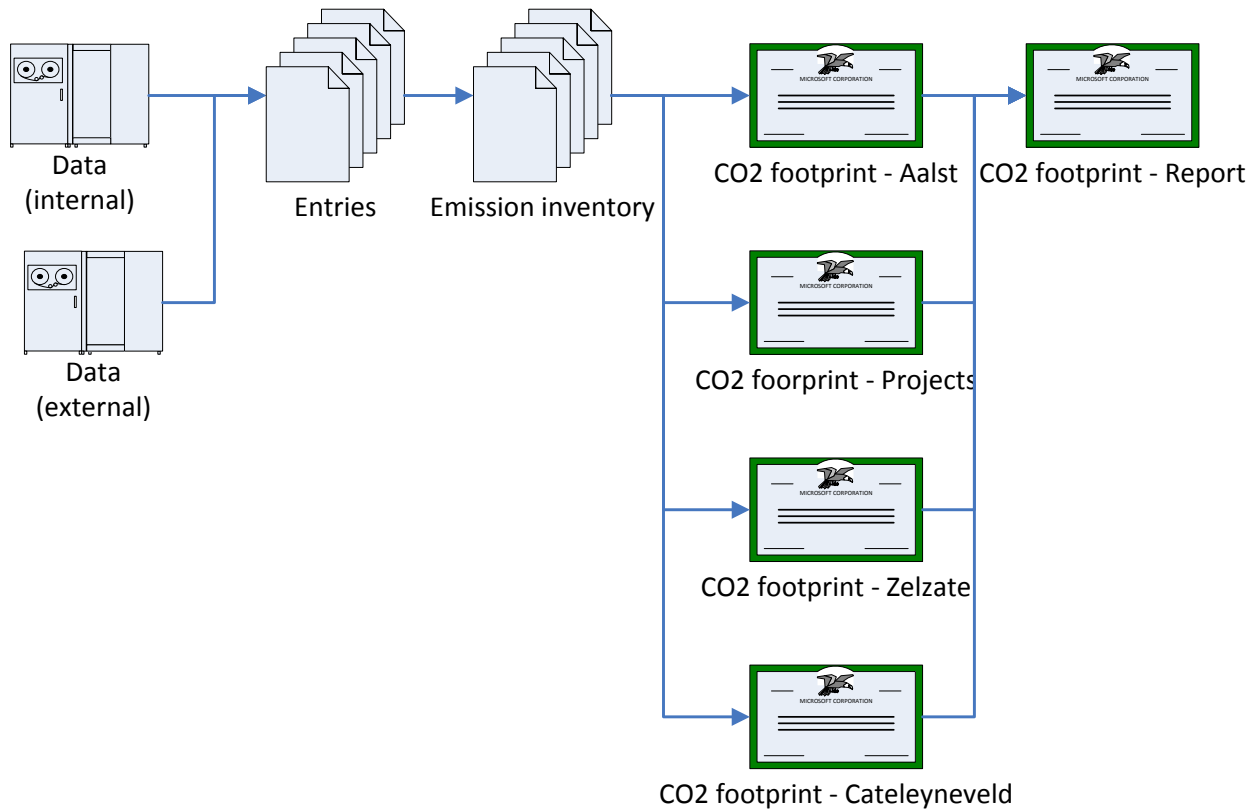 Data
(internal)
Entries
Emission inventory
MICROSOFT CORPORATION
CO2 footprint - Aalst
MICROSOFT CORPORATION
CO2 footprint - Report
Data
(external)
MICROSOFT CORPORATION
CO2 foorprint - Projects
MICROSOFT CORPORATION
CO2 footprint - Zelzate
MICROSOFT CORPORATION
CO2 footprint - Cateleyneveld